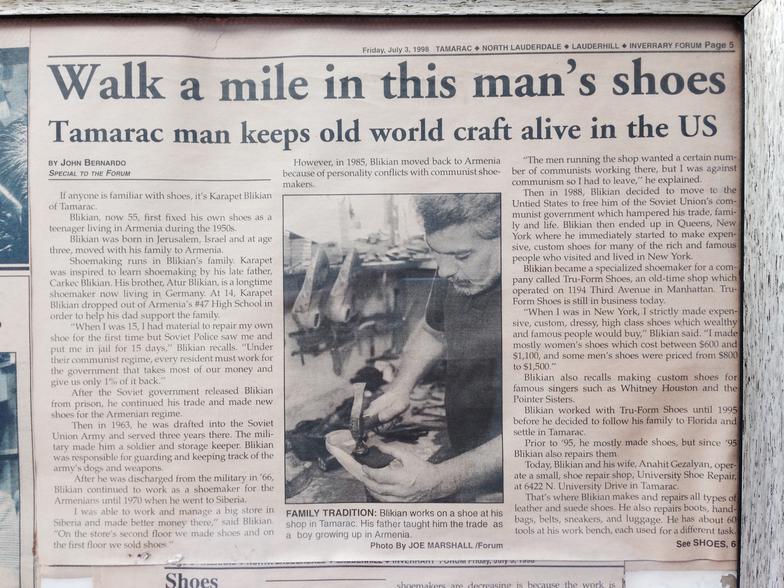 Friday, July 3, 1998 TAMARAC ◆ NORTH LAUDERDALE ◆ LAUDERHILL ◆ INVERRARY FORUM Page 5
Walk a mile in this man's shoes
Tamarac man keeps old world craft alive in the US
BY JOHN BERNARDO
SPECIAL TO THE FORUM
If anyone is familiar with shoes, it's Karapet Blikian
of Tamarac.
Blikian, now 55, first fixed his own shoes as a
teenager living in Armenia during the 1950s.
Blikian was born in Jerusalem, Israel and at age
three, moved with his family to Armenia.
Shoemaking runs in Blikian's family. Karapet
was inspired to learn shoemaking by his late father,
Carkec Blikian. His brother, Atur Blikian, is a longtime
shoemaker now living in Germany. At 14, Karapet
Blikian dropped out of Armenia's #47 High School in
order to help his dad support the family.
"When I was 15, I had material to repair my own
shoe for the first time but Soviet Police saw me and
put me in jail for 15 days," Blikian recalls. "Under
their communist regime, every resident must work for
the government that takes most of our money and
give us only 1% of it back."
After the Soviet government released Blikian
from prison, he continued his trade and made new
shoes for the Armenian regime.
Then in 1963, he was drafted into the Soviet
Union Army and served three years there. The mili-
tary made him a soldier and storage keeper. Blikian
was responsible for guarding and keeping track of the
army's dogs and weapons.
After he was discharged from the military in '66,
Blikian continued to work as a shoemaker for the
Armenians until 1970 when he went to Siberia.
I was able to work and manage a big store in
Siberia and made better money there," said Blikian.
"On the store's second floor we made shoes and on
the first floor we sold shoes."
However, in 1985, Blikian moved back to Armenia
because of personality conflicts with communist shoe-
makers.
FAMILY TRADITION: Blikian works on a shoe at his
shop in Tamarac. His father taught him the trade as
a boy growing up in Armenia.
Photo By JOE MARSHALL /Forum
"The men running the shop wanted a certain num-
ber of communists working there, but I was against
communism so I had to leave," he explained.
Then in 1988, Blikian decided to move to the
Untied States to free him of the Soviet Union's com-
munist government which hampered his trade, fami-
ly and life. Blikian then ended up in Queens, New
York where he immediately started to make expen-
sive, custom shoes for many of the rich and famous
people who visited and lived in New York.
Blikian became a specialized shoemaker for a com-
pany called Tru-Form Shoes, an old-time shop which
operated on 1194 Third Avenue in Manhattan. Tru-
Form Shoes is still in business today.
"When I was in New York, I strictly made expen-
sive, custom, dressy, high class shoes which wealthy
and famous people would buy," Blikian said. "I made
mostly women's shoes which cost between $600 and
$1,100, and some men's shoes were priced from $800
to $1,500."
Blikian also recalls making custom shoes for
famous singers such as Whitney Houston and the
Pointer Sisters.
Blikian worked with Tru-Form Shoes until 1995
before he decided to follow his family to Florida and
settle in Tamarac.
Prior to '95, he mostly made shoes, but since '95
Blikian also repairs them.
Today, Blikian and his wife, Anahit Gezalyan, oper-
ate a small, shoe repair shop, University Shoe Repair,
at 6422 N. University Drive in Tamarac.
That's where Blikian makes and repairs all types of
leather and suede shoes. He also repairs boots, hand-
bags, belts, sneakers, and luggage. He has about 60
tools at his work bench, each used for a different task.
See SHOES, 6
Shoes
shoemakers are decreasing is because the work is